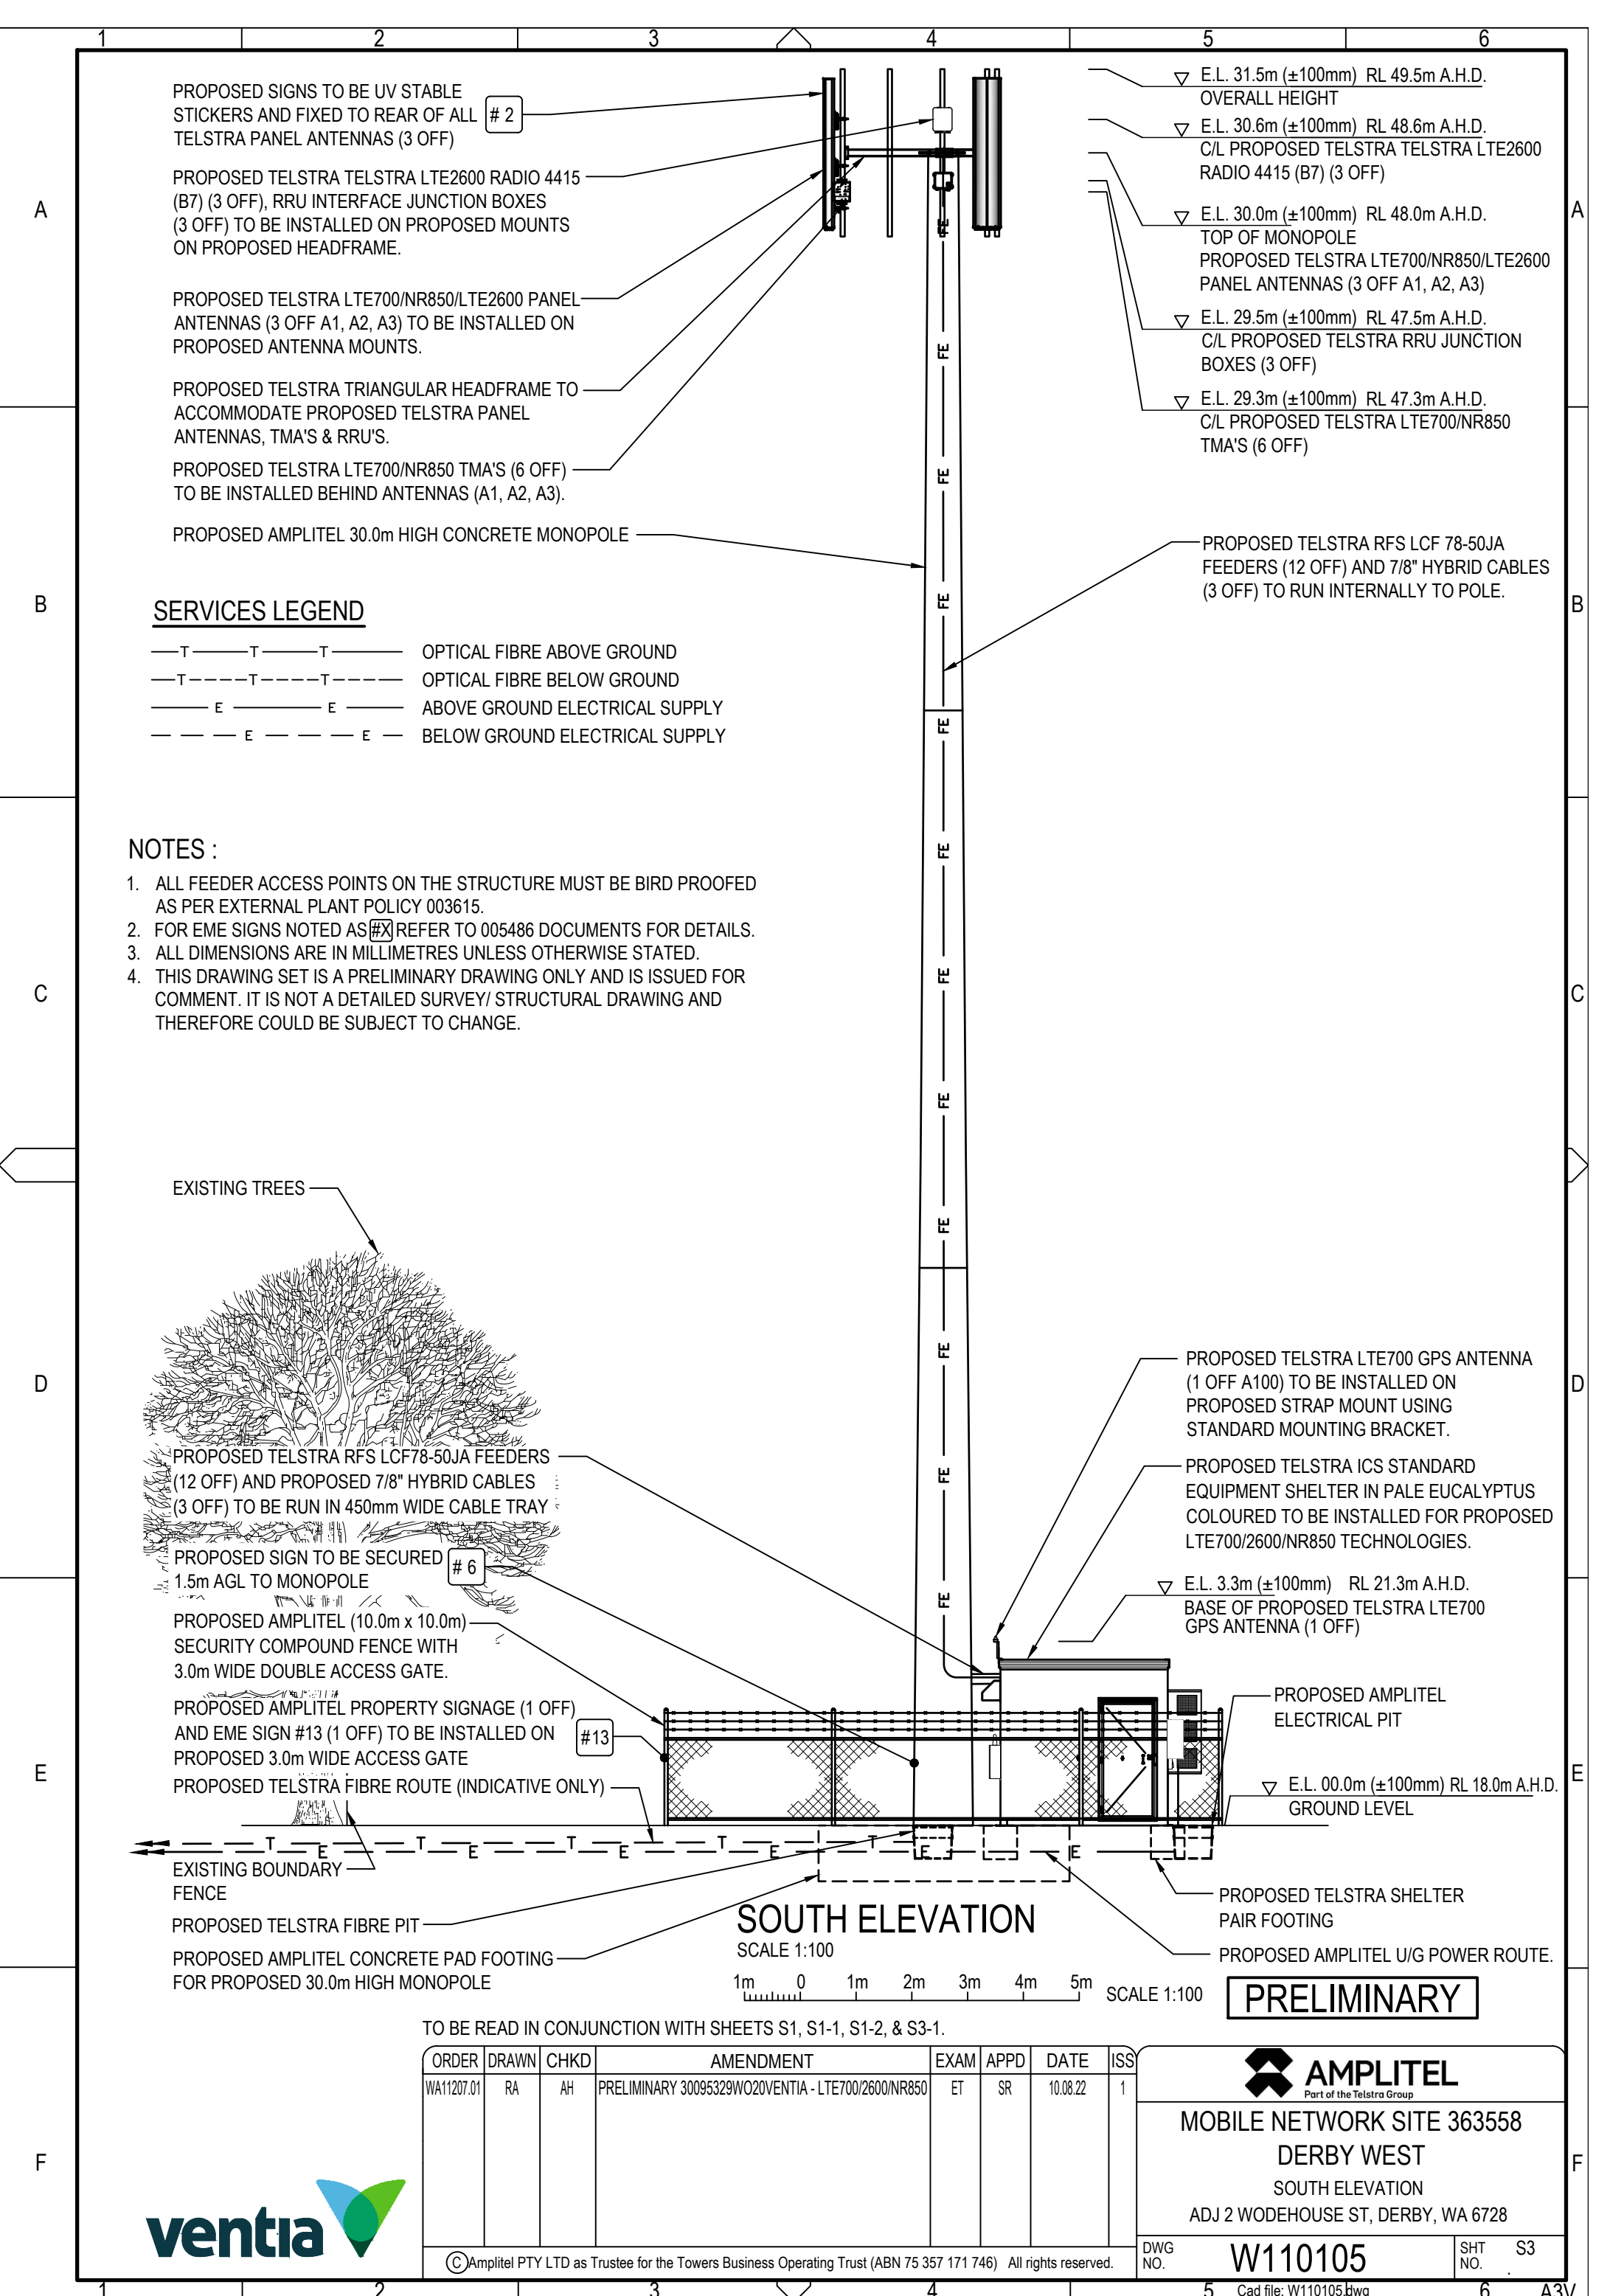 1 2 3 4 5 6
PROPOSED SIGNS TO BE UV STABLE
STICKERS AND FIXED TO REAR OF ALL # 2
TELSTRA PANEL ANTENNAS (3 OFF)
PROPOSED TELSTRA TELSTRA LTE2600 RADIO 4415
(B7) (3 OFF), RRU INTERFACE JUNCTION BOXES
(3 OFF) TO BE INSTALLED ON PROPOSED MOUNTS
ON PROPOSED HEADFRAME.
PROPOSED TELSTRA LTE700/NR850/LTE2600 PANEL
ANTENNAS (3 OFF A1, A2, A3) TO BE INSTALLED ON
PROPOSED ANTENNA MOUNTS.
PROPOSED TELSTRA TRIANGULAR HEADFRAME TO
ACCOMMODATE PROPOSED TELSTRA PANEL
ANTENNAS, TMA'S & RRU'S.
PROPOSED TELSTRA LTE700/NR850 TMA'S (6 OFF)
TO BE INSTALLED BEHIND ANTENNAS (A1, A2, A3).
PROPOSED AMPLITEL 30.0m HIGH CONCRETE MONOPOLE
E.L. 31.5m (±100mm) RL 49.5m A.H.D.
OVERALL HEIGHT
E.L. 30.6m (±100mm) RL 48.6m A.H.D.
C/L PROPOSED TELSTRA TELSTRA LTE2600
RADIO 4415 (B7) (3 OFF)
E.L. 30.0m (±100mm) RL 48.0m A.H.D.
TOP OF MONOPOLE
PROPOSED TELSTRA LTE700/NR850/LTE2600
PANEL ANTENNAS (3 OFF A1, A2, A3)
E.L. 29.5m (±100mm) RL 47.5m A.H.D.
C/L PROPOSED TELSTRA RRU JUNCTION
BOXES (3 OFF)
E.L. 29.3m (±100mm) RL 47.3m A.H.D.
C/L PROPOSED TELSTRA LTE700/NR850
TMA'S (6 OFF)
PROPOSED TELSTRA RFS LCF 78-50JA
FEEDERS (12 OFF) AND 7/8" HYBRID CABLES
(3 OFF) TO RUN INTERNALLY TO POLE.
A
B
C
D
E
F
A
B
C
D
E
F
FE
FE
FE
FE
FE
FE
FE
FE
FE
FE
FE
FE
SERVICES LEGEND
T T T OPTICAL FIBRE ABOVE GROUND
T T T OPTICAL FIBRE BELOW GROUND
E E ABOVE GROUND ELECTRICAL SUPPLY
E E BELOW GROUND ELECTRICAL SUPPLY
NOTES :
1. ALL FEEDER ACCESS POINTS ON THE STRUCTURE MUST BE BIRD PROOFED
AS PER EXTERNAL PLANT POLICY 003615.
2. FOR EME SIGNS NOTED AS #X REFER TO 005486 DOCUMENTS FOR DETAILS.
3. ALL DIMENSIONS ARE IN MILLIMETRES UNLESS OTHERWISE STATED.
4. THIS DRAWING SET IS A PRELIMINARY DRAWING ONLY AND IS ISSUED FOR
COMMENT. IT IS NOT A DETAILED SURVEY/ STRUCTURAL DRAWING AND
THEREFORE COULD BE SUBJECT TO CHANGE.
EXISTING TREES
PROPOSED TELSTRA RFS LCF78-50JA FEEDERS
(12 OFF) AND PROPOSED 7/8" HYBRID CABLES
(3 OFF) TO BE RUN IN 450mm WIDE CABLE TRAY
PROPOSED SIGN TO BE SECURED # 6
1.5m AGL TO MONOPOLE
PROPOSED AMPLITEL (10.0m x 10.0m)
SECURITY COMPOUND FENCE WITH
3.0m WIDE DOUBLE ACCESS GATE.
PROPOSED AMPLITEL PROPERTY SIGNAGE (1 OFF)
AND EME SIGN #13 (1 OFF) TO BE INSTALLED ON #13
PROPOSED 3.0m WIDE ACCESS GATE
PROPOSED TELSTRA FIBRE ROUTE (INDICATIVE ONLY)
PROPOSED TELSTRA LTE700 GPS ANTENNA
(1 OFF A100) TO BE INSTALLED ON
PROPOSED STRAP MOUNT USING
STANDARD MOUNTING BRACKET.
PROPOSED TELSTRA ICS STANDARD
EQUIPMENT SHELTER IN PALE EUCALYPTUS
COLOURED TO BE INSTALLED FOR PROPOSED
LTE700/2600/NR850 TECHNOLOGIES.
E.L. 3.3m (±100mm) RL 21.3m A.H.D.
BASE OF PROPOSED TELSTRA LTE700
GPS ANTENNA (1 OFF)
PROPOSED AMPLITEL
ELECTRICAL PIT
E.L. 00.0m (±100mm) RL 18.0m A.H.D.
GROUND LEVEL
T T T T T
E E E E E E
EXISTING BOUNDARY
FENCE
PROPOSED TELSTRA FIBRE PIT
PROPOSED AMPLITEL CONCRETE PAD FOOTING
FOR PROPOSED 30.0m HIGH MONOPOLE
PROPOSED TELSTRA SHELTER
PAIR FOOTING
PROPOSED AMPLITEL U/G POWER ROUTE.
SOUTH ELEVATION
SCALE 1:100
1m 0 1m 2m 3m 4m 5m SCALE 1:100
PRELIMINARY
TO BE READ IN CONJUNCTION WITH SHEETS S1, S1-1, S1-2, & S3-1.
ORDER DRAWN CHKD AMENDMENT EXAM APPD DATE ISS
WA11207.01 RA AH PRELIMINARY 30095329WO20VENTIA - LTE700/2600/NR850 ET SR 10.08.22 1
AMPLITEL
Part of the Telstra Group
MOBILE NETWORK SITE 363558
DERBY WEST
SOUTH ELEVATION
ADJ 2 WODEHOUSE ST, DERBY, WA 6728
ventia
© Amplitel PTY LTD as Trustee for the Towers Business Operating Trust (ABN 75 357 171 746) All rights reserved.
DWG NO. W110105 SHT NO. S3
1 2 3 4 5 6
Cad file: W110105.dwg A3V